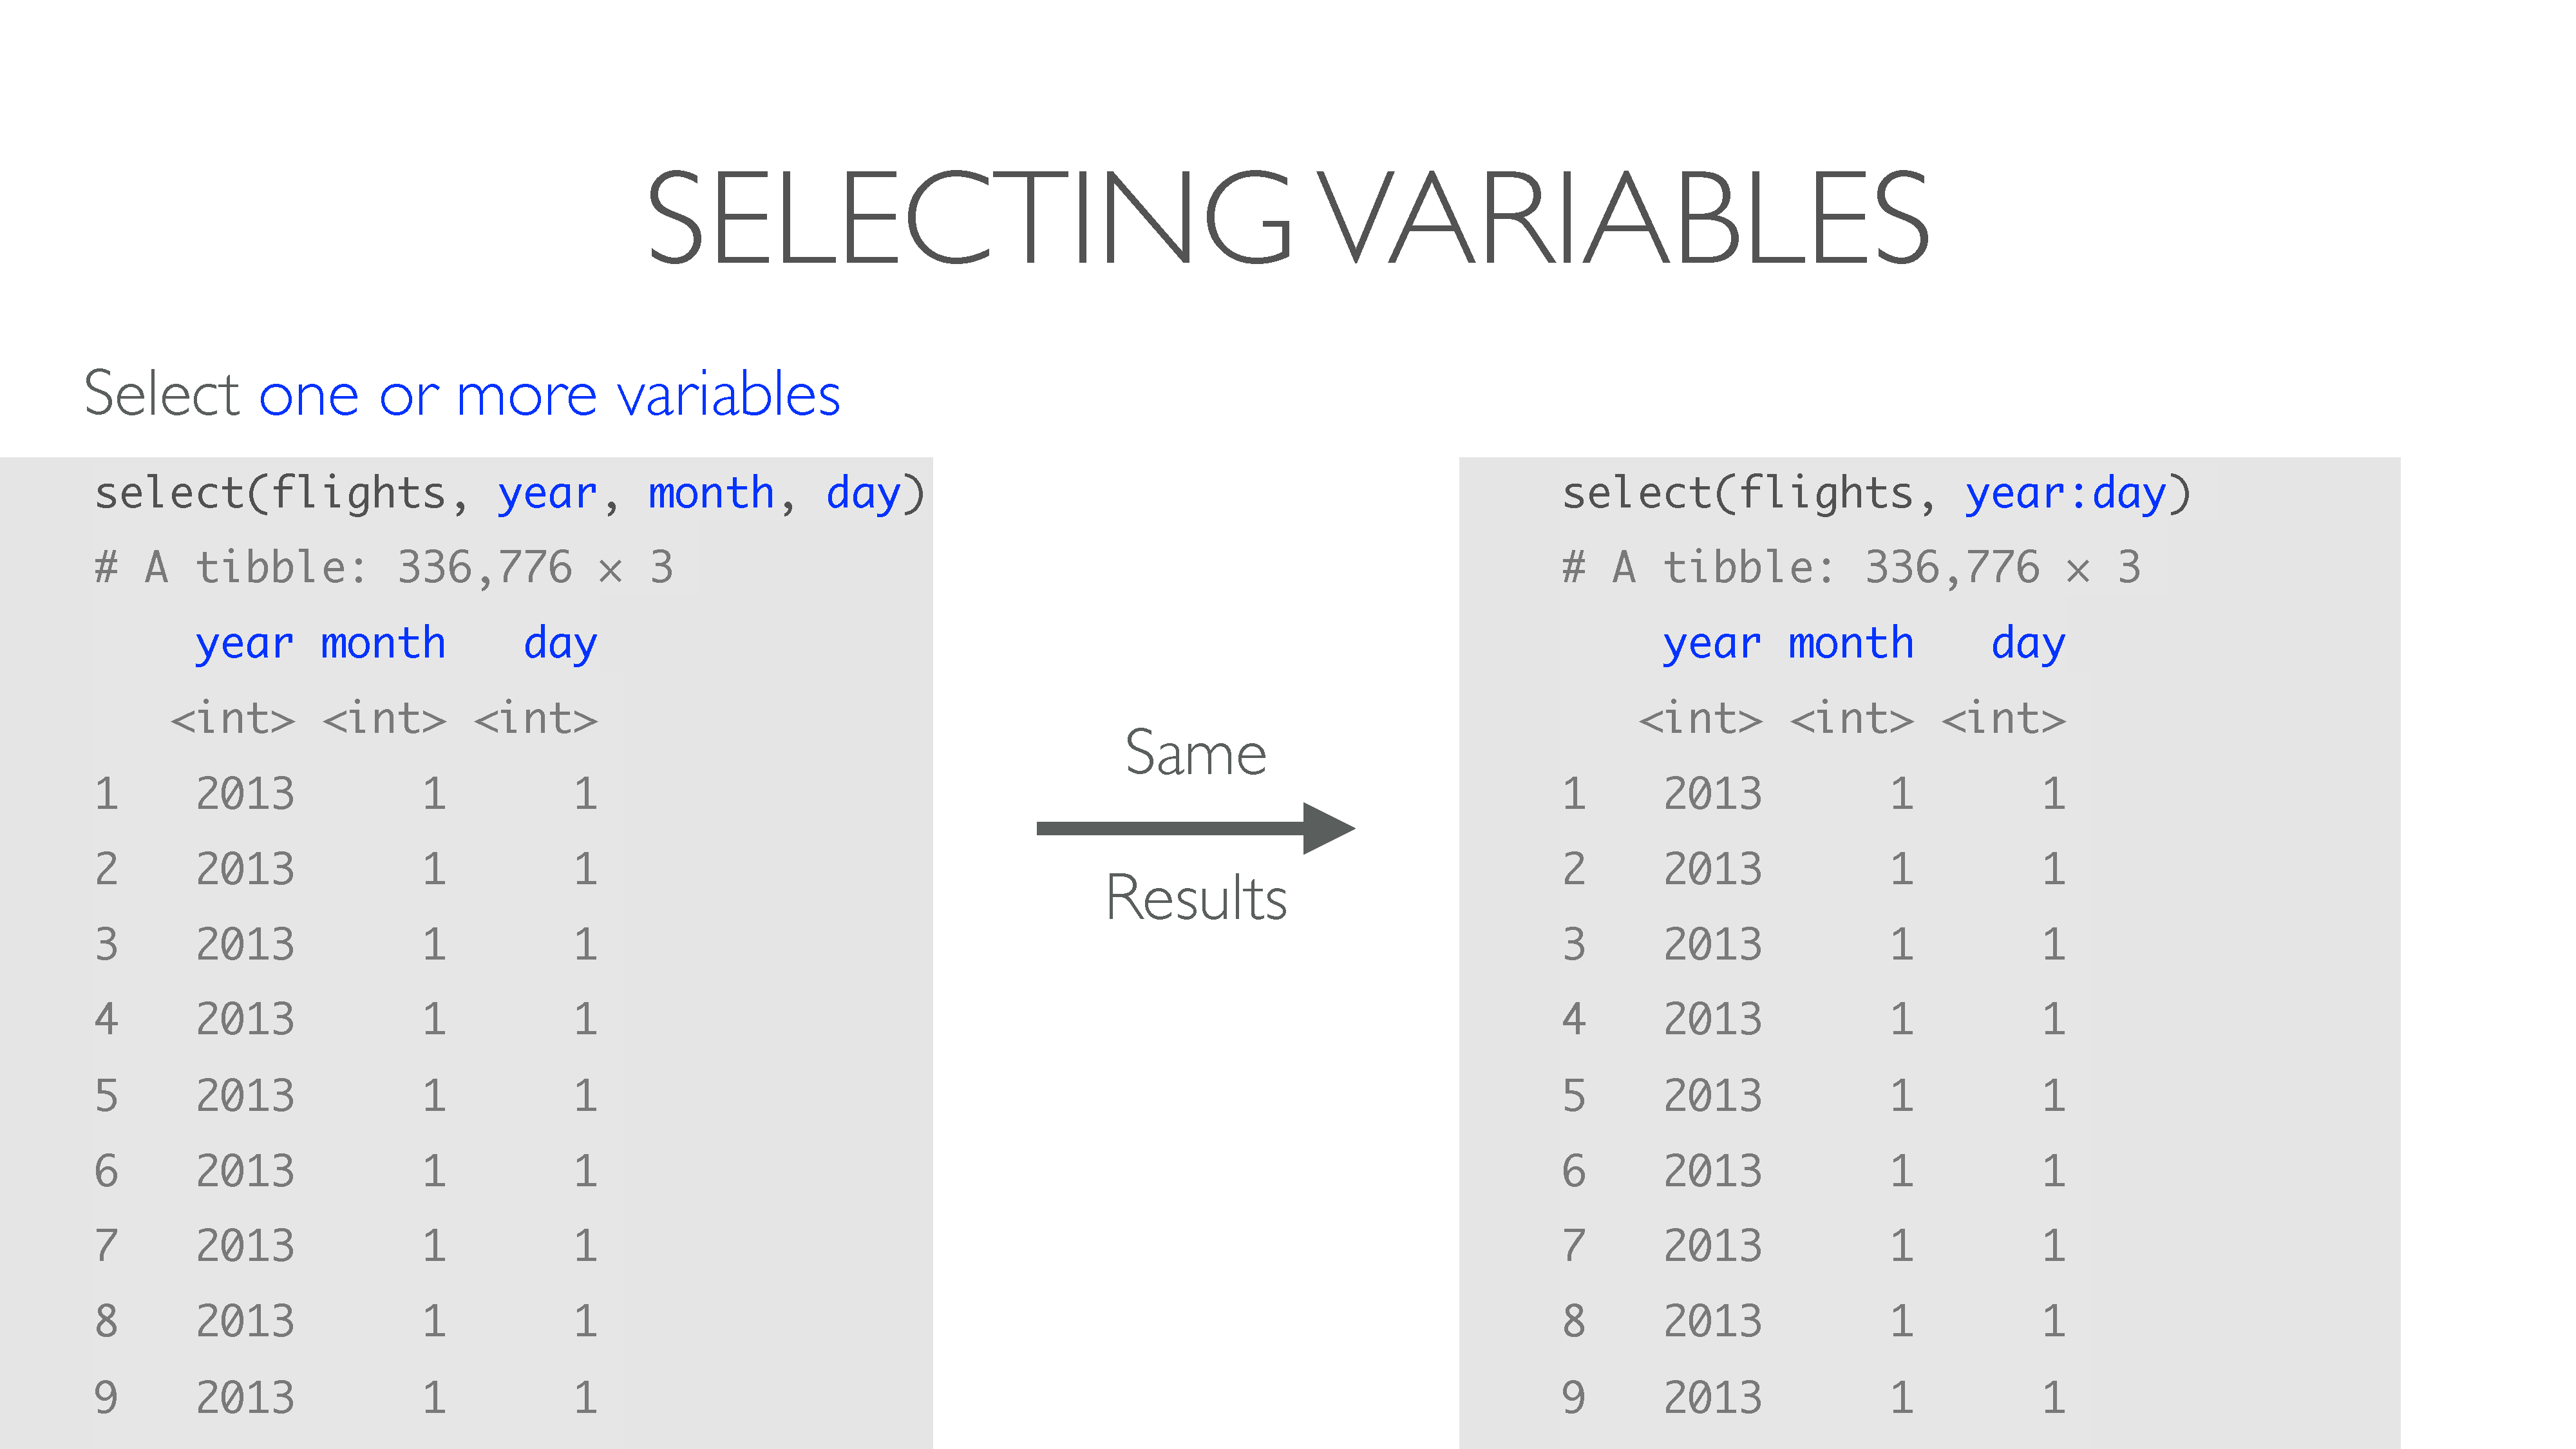 SELECTING VARIABLES
Select one or more variables
select(flights, year, month, day)
# A tibble: 336,776 × 3
year month day
<int> <int> <int>
1 2013 1 1
2 2013 1 1
3 2013 1 1
4 2013 1 1
5 2013 1 1
6 2013 1 1
7 2013 1 1
8 2013 1 1
9 2013 1 1
Same
Results
select(flights, year:day)
# A tibble: 336,776 × 3
year month day
<int> <int> <int>
1 2013 1 1
2 2013 1 1
3 2013 1 1
4 2013 1 1
5 2013 1 1
6 2013 1 1
7 2013 1 1
8 2013 1 1
9 2013 1 1